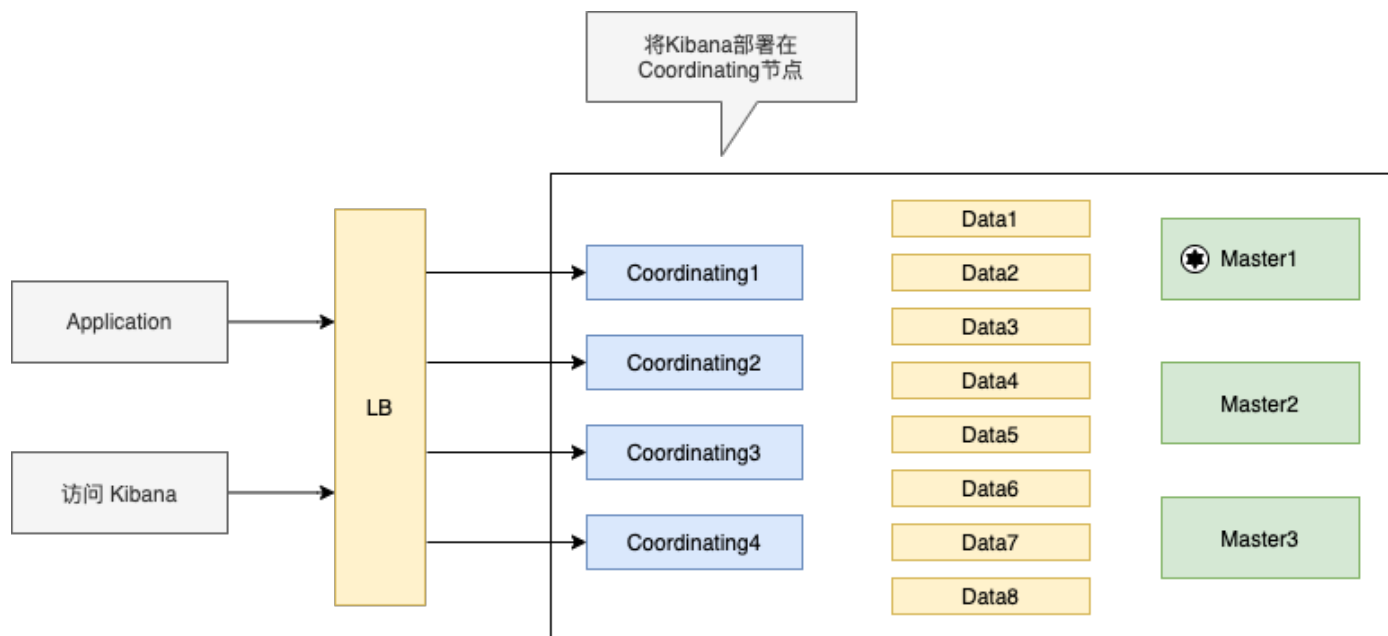 将Kibana部署在
Coordinating节点
Application
访问 Kibana
LB
Coordinating1
Coordinating2
Coordinating3
Coordinating4
Data1
Data2
Data3
Data4
Data5
Data6
Data7
Data8
Master1
Master2
Master3